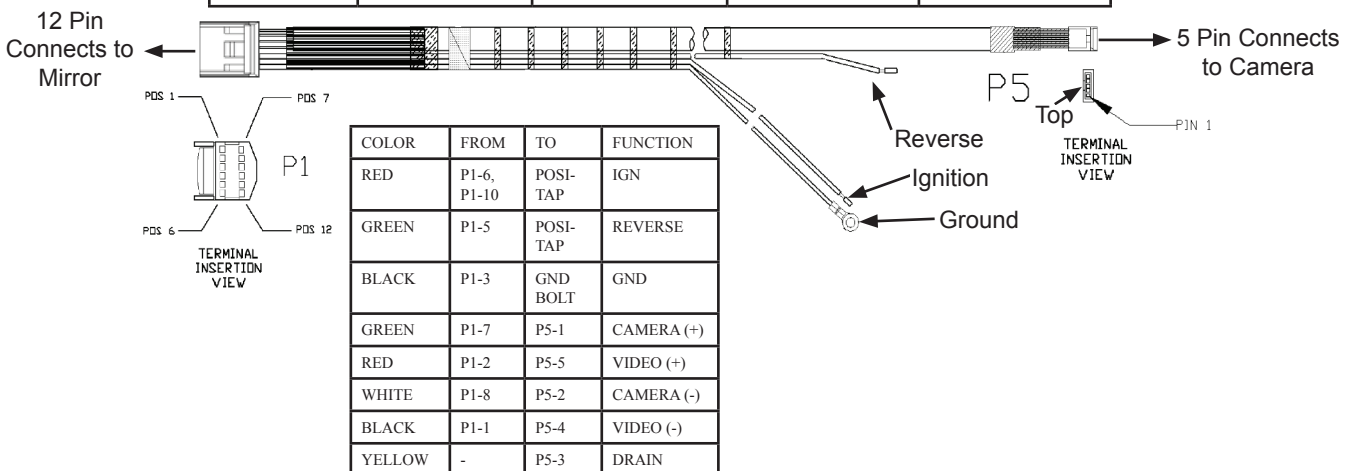 12 Pin
Connects to
Mirror
5 Pin Connects
to Camera
POS 1
POS 7
P1
POS 6
POS 12
TERMINAL
INSERTION
VIEW
P5
Top
PIN 1
TERMINAL
INSERTION
VIEW
Reverse
Ignition
Ground
COLOR FROM TO FUNCTION
RED P1-6, P1-10 POSI-TAP IGN
GREEN P1-5 POSI-TAP REVERSE
BLACK P1-3 GND BOLT GND
GREEN P1-7 P5-1 CAMERA (+)
RED P1-2 P5-5 VIDEO (+)
WHITE P1-8 P5-2 CAMERA (-)
BLACK P1-1 P5-4 VIDEO (-)
YELLOW - P5-3 DRAIN